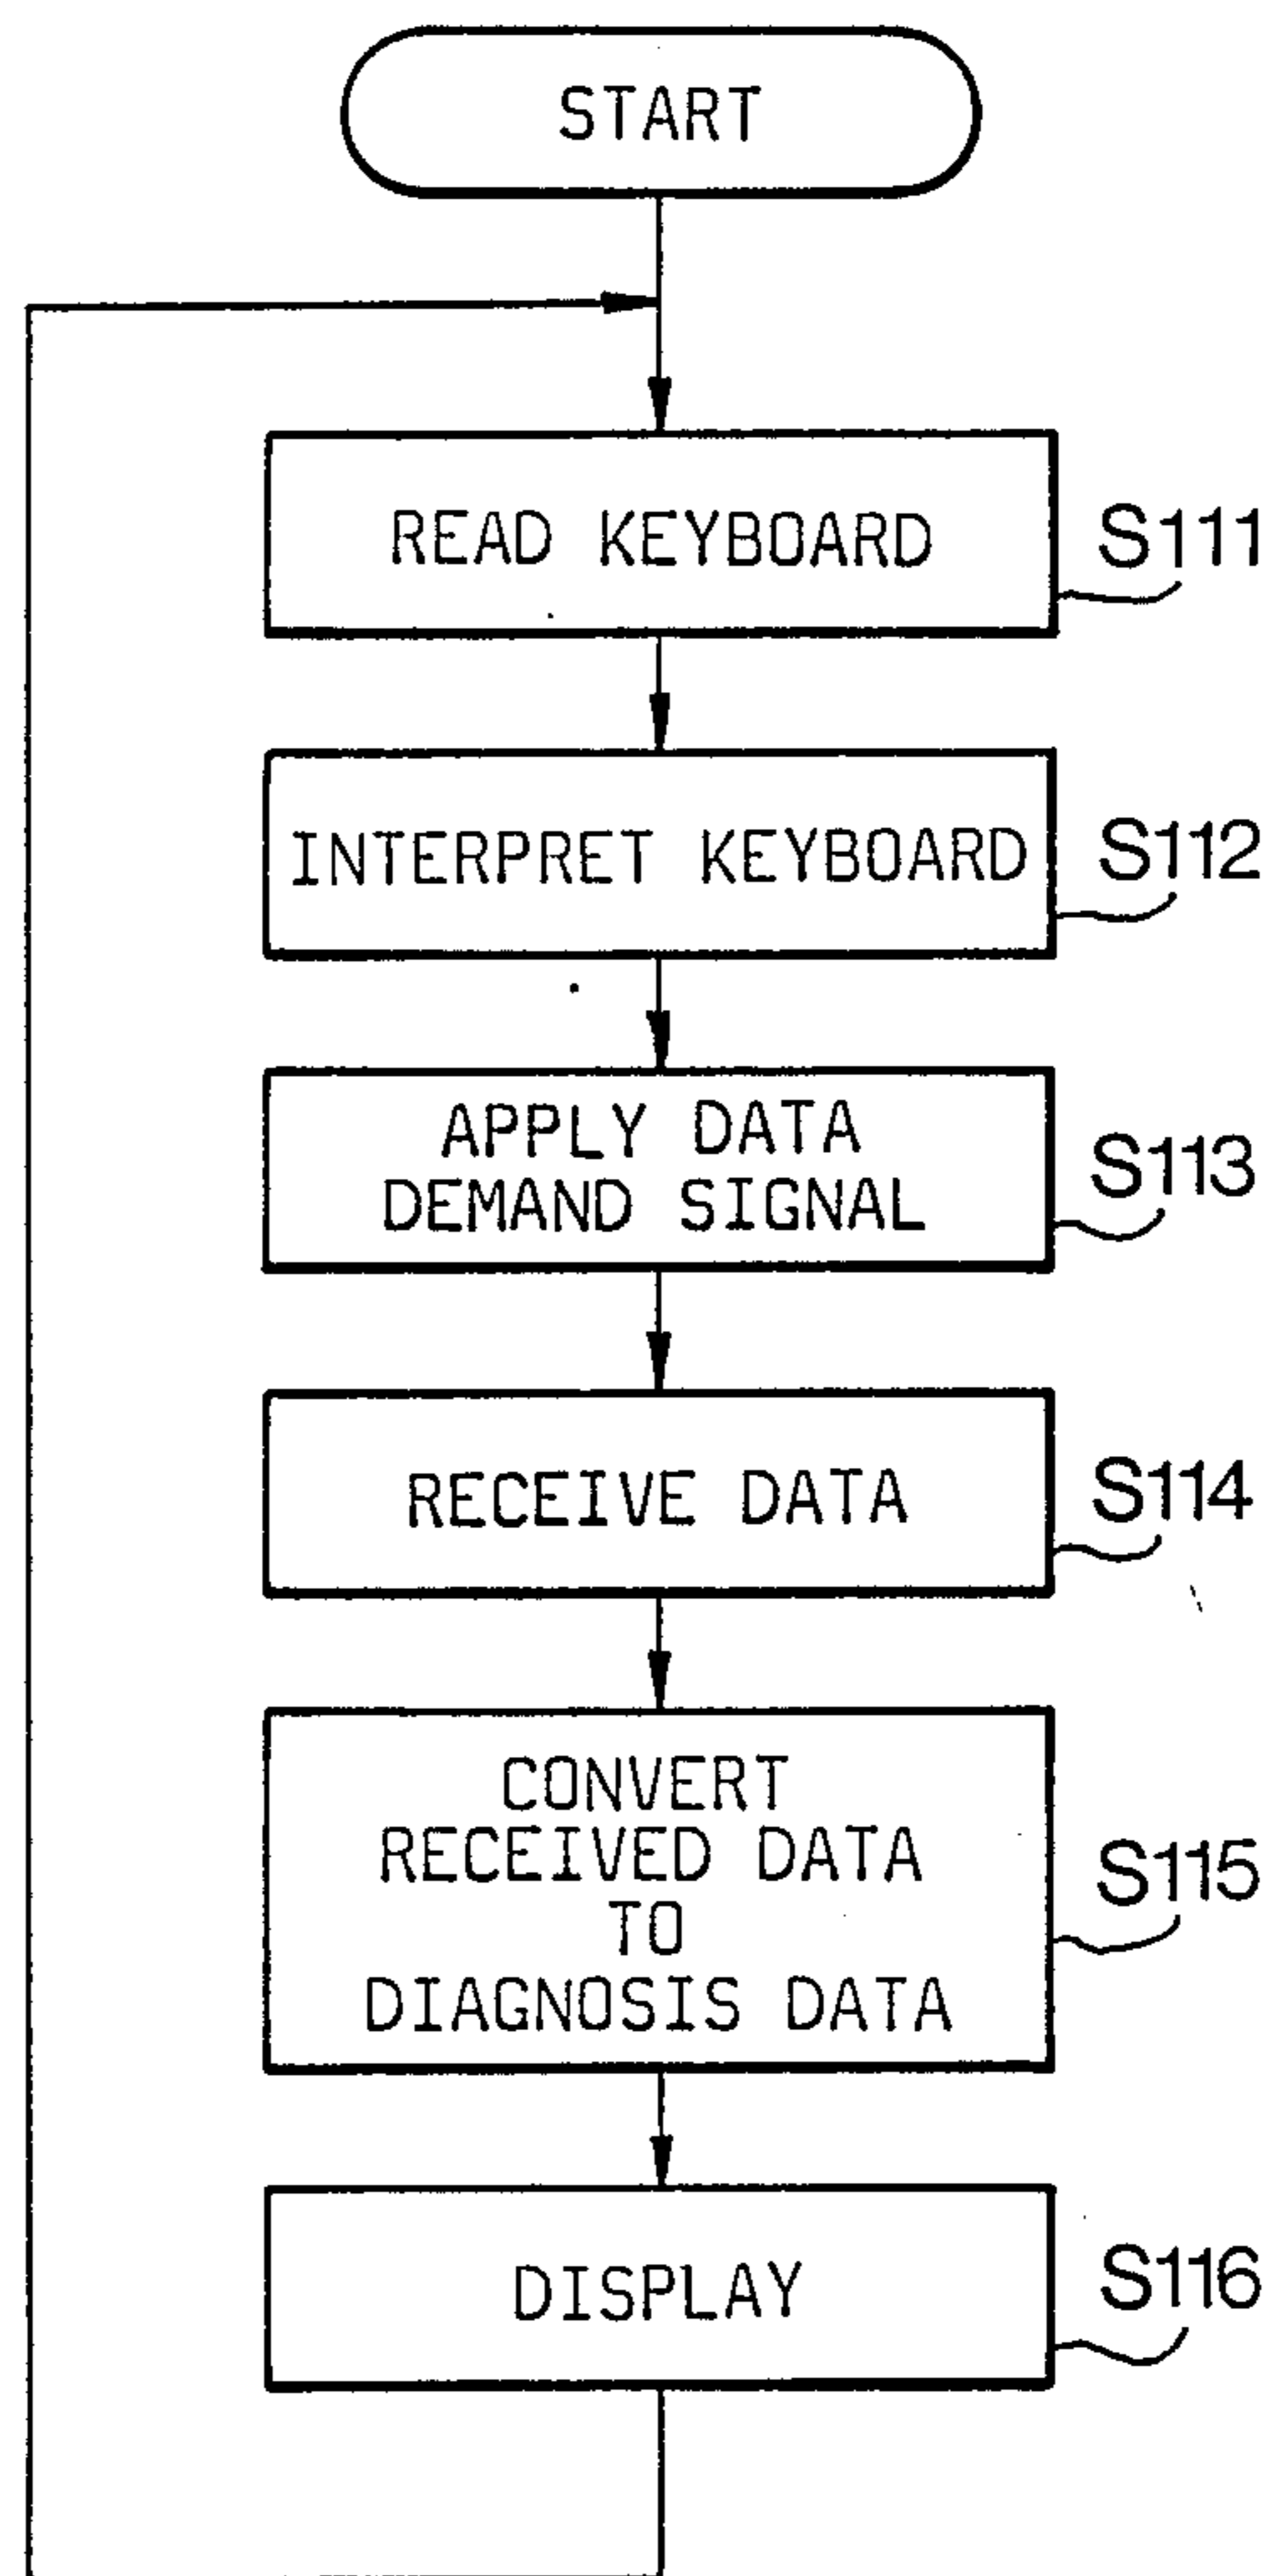 START
READ KEYBOARD
S111
INTERPRET KEYBOARD
S112
APPLY DATA
DEMAND SIGNAL
S113
RECEIVE DATA
S114
CONVERT
RECEIVED DATA
TO
DIAGNOSIS DATA
S115
DISPLAY
S116